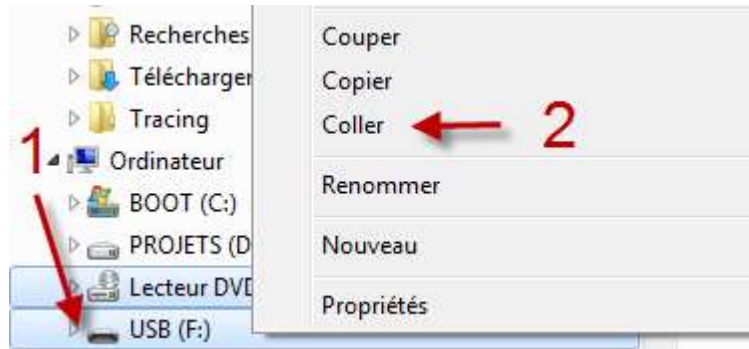 Recherches
Télécharger
Tracing
1
Ordinateur
BOOT (C:)
PROJETS (D
Lecteur DVD
USB (F:)
Couper
Copier
Coller
2
Renommer
Nouveau
Propriétés